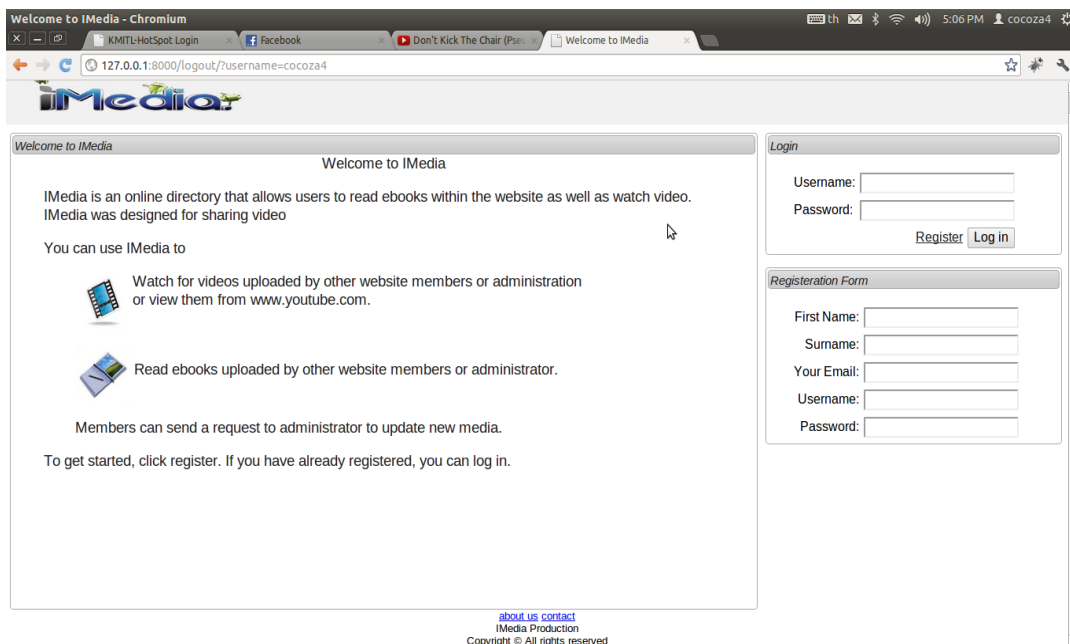 Welcome to IMedia - Chromium
th 5:06 PM cocoza4
KMITL-HotSpot Login
Facebook
Don't Kick The Chair (Pseu
Welcome to IMedia
127.0.0.1:8000/logout/?username=cocoza4
iMedia
Welcome to IMedia
Welcome to IMedia
IMedia is an online directory that allows users to read ebooks within the website as well as watch video.
IMedia was designed for sharing video
You can use IMedia to
Watch for videos uploaded by other website members or administration
or view them from www.youtube.com.
Read ebooks uploaded by other website members or administrator.
Members can send a request to administrator to update new media.
To get started, click register. If you have already registered, you can log in.
Login
Username:
Password:
Register Log in
Registeration Form
First Name:
Surname:
Your Email:
Username:
Password:
about us contact
IMedia Production
Copyright © All rights reserved